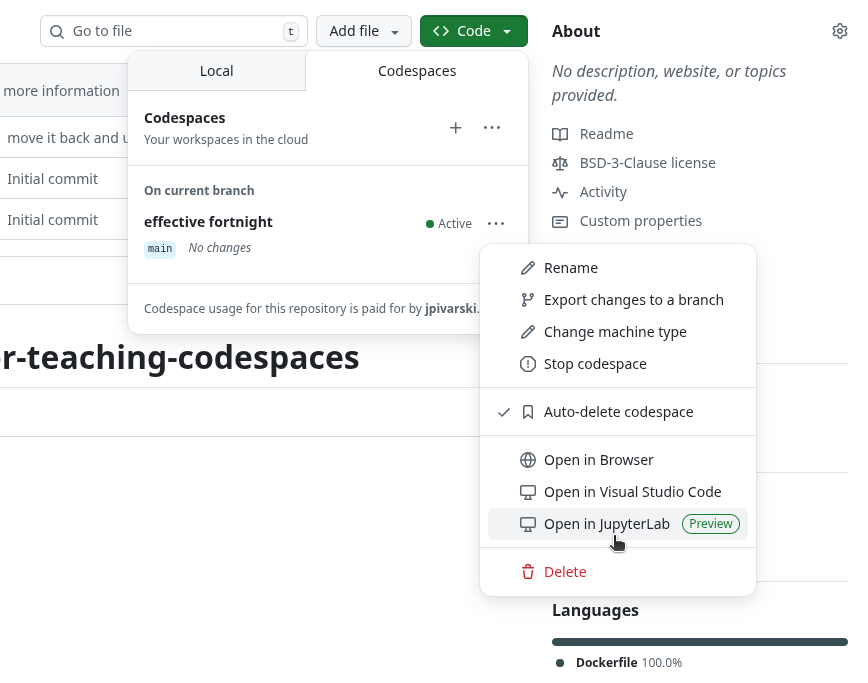 Go to file
t
Add file
Code
About
Local
Codespaces
No description, website, or topics
provided.
more information
Codespaces
Your workspaces in the cloud
Readme
move it back and
BSD-3-Clause license
Initial commit
On current branch
Activity
Initial commit
effective fortnight
Active
Custom properties
main
No changes
Codespace usage for this repository is paid for by jpivarski.
Rename
Export changes to a branch
Change machine type
Stop codespace
Auto-delete codespace
Open in Browser
Open in Visual Studio Code
Open in JupyterLab
Preview
Delete
r-teaching-codespaces
Languages
Dockerfile 100.0%